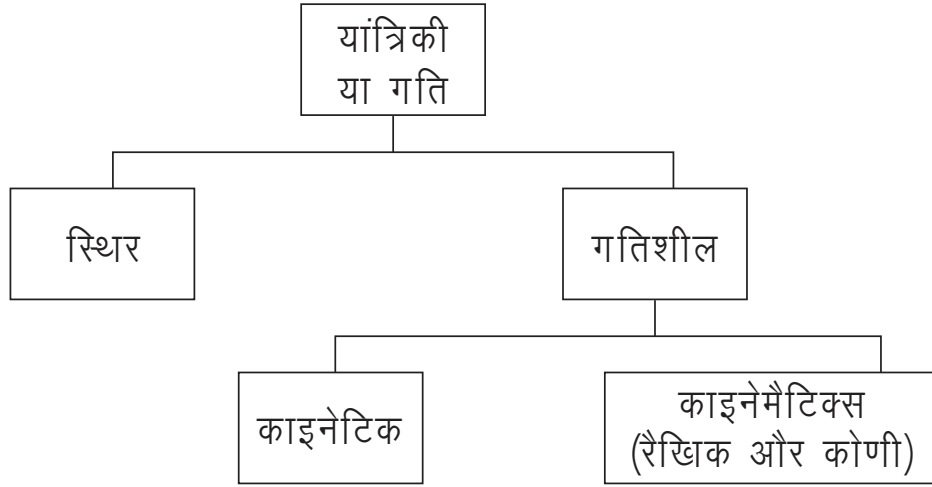 यांत्रिकी
या गति
स्थिर
गतिशील
काइनेटिक
काइनेमैटिक्स
(रैखिक और कोणी)